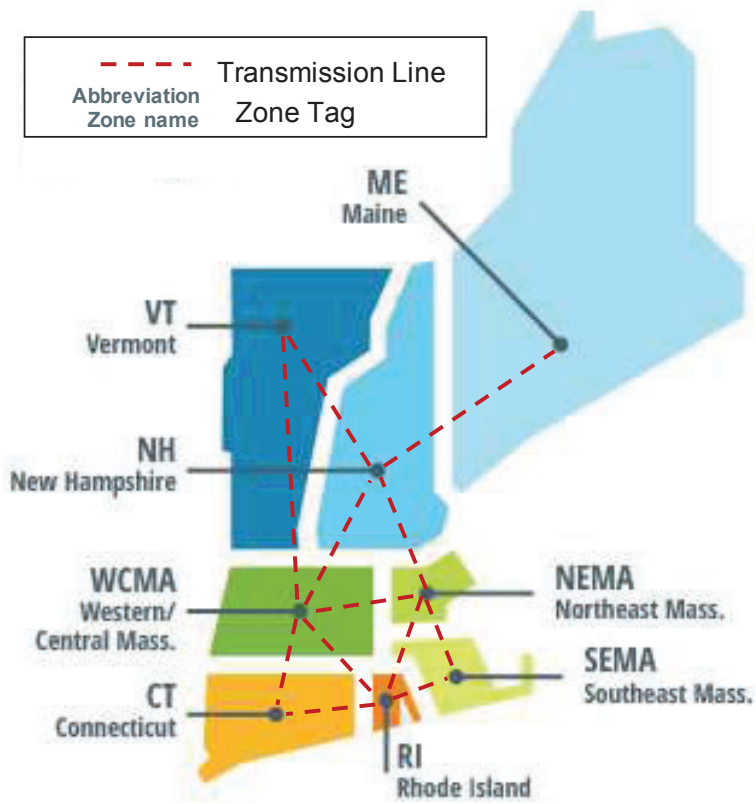 Transmission Line
Abbreviation
Zone name
Zone Tag
ME
Maine
VT
Vermont
NH
New Hampshire
WCMA
Western/
Central Mass.
NEMA
Northeast Mass.
SEMA
Southeast Mass.
CT
Connecticut
RI
Rhode Island